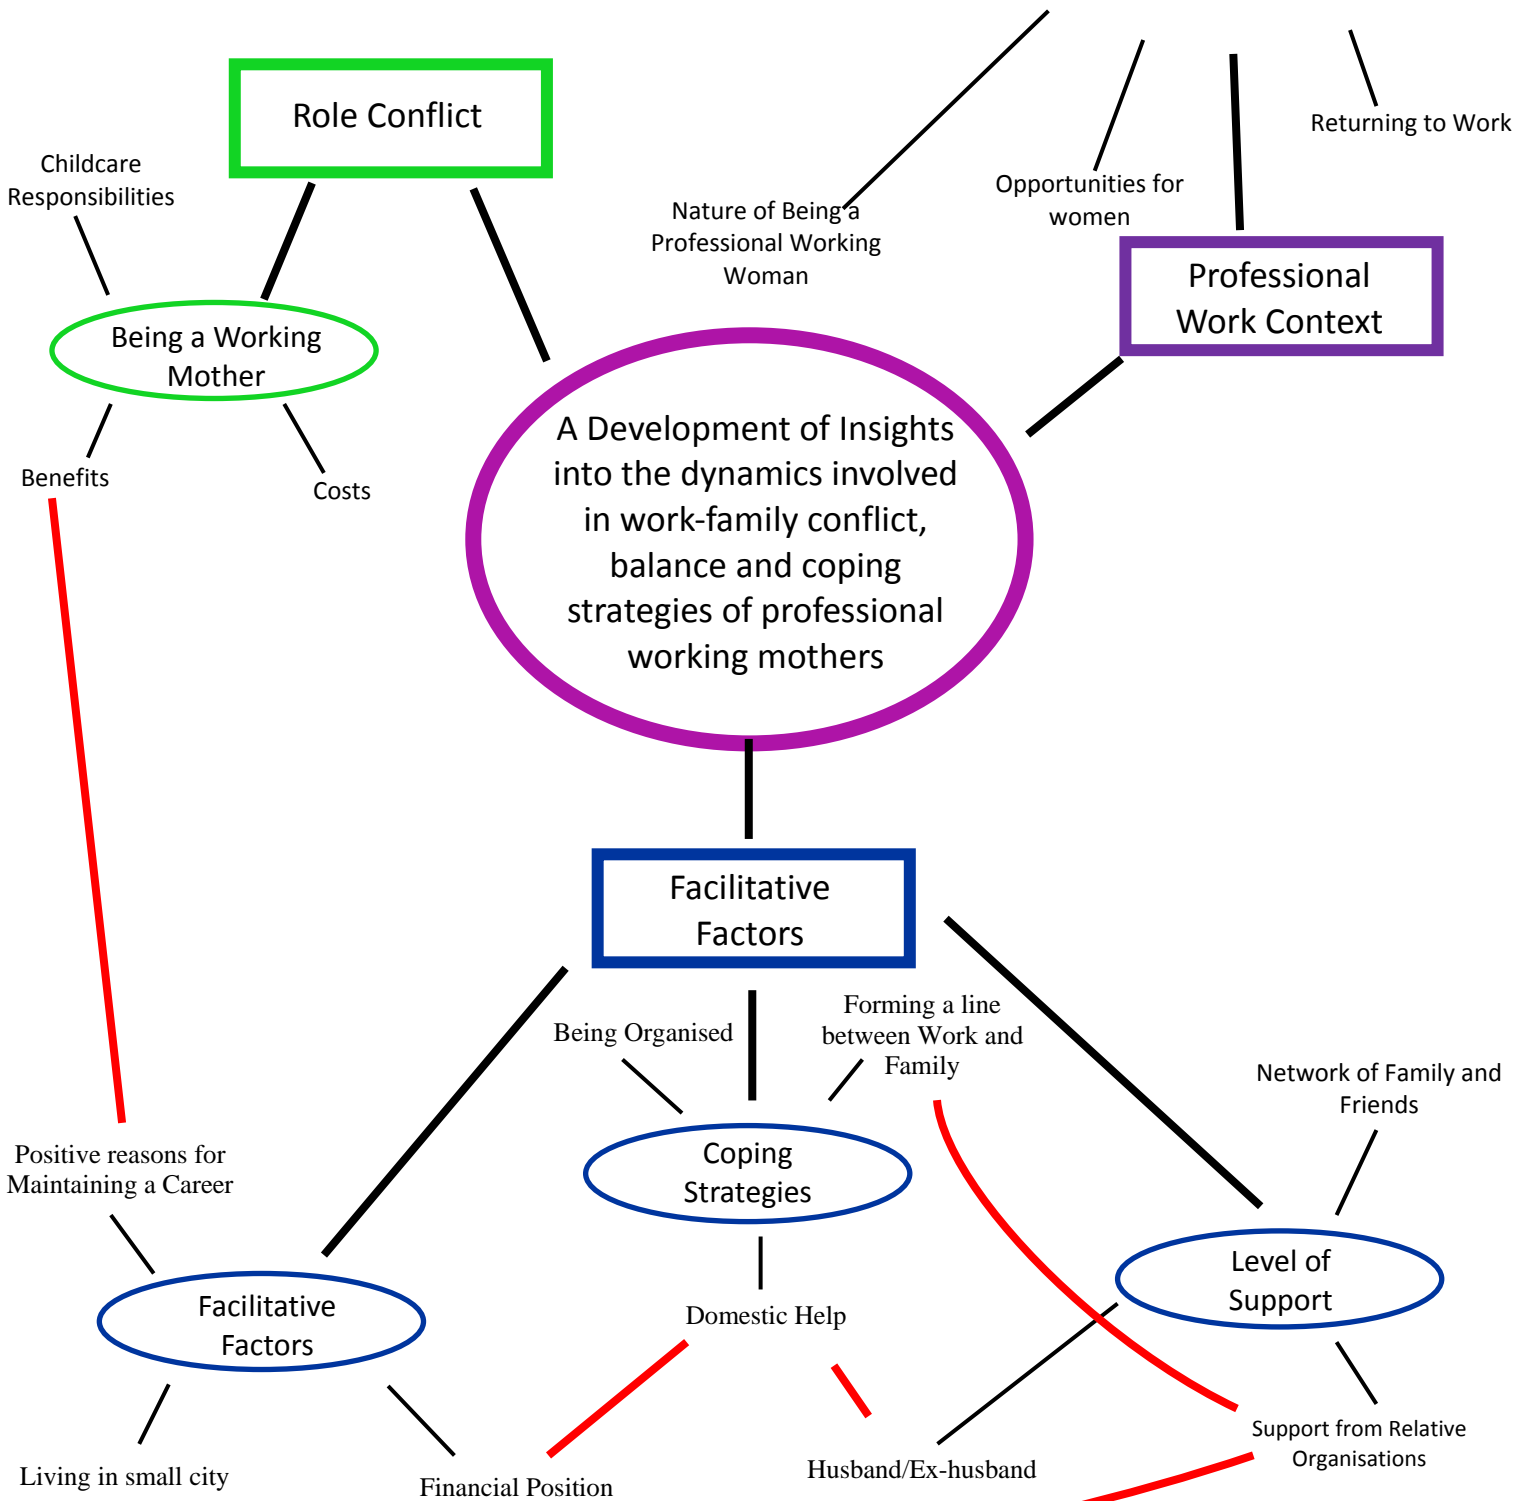 Role Conflict
Returning to Work
Childcare
Responsibilities
Opportunities for
women
Nature of Being a
Professional Working
Woman
Professional
Work Context
Being a Working
Mother
A Development of Insights
into the dynamics involved
in work-family conflict,
balance and coping
strategies of professional
working mothers
Benefits
Costs
Facilitative
Factors
Being Organised
Forming a line
between Work and
Family
Network of Family and
Friends
Positive reasons for
Maintaining a Career
Coping
Strategies
Level of
Support
Facilitative
Factors
Domestic Help
Living in small city
Financial Position
Husband/Ex-husband
Support from Relative
Organisations